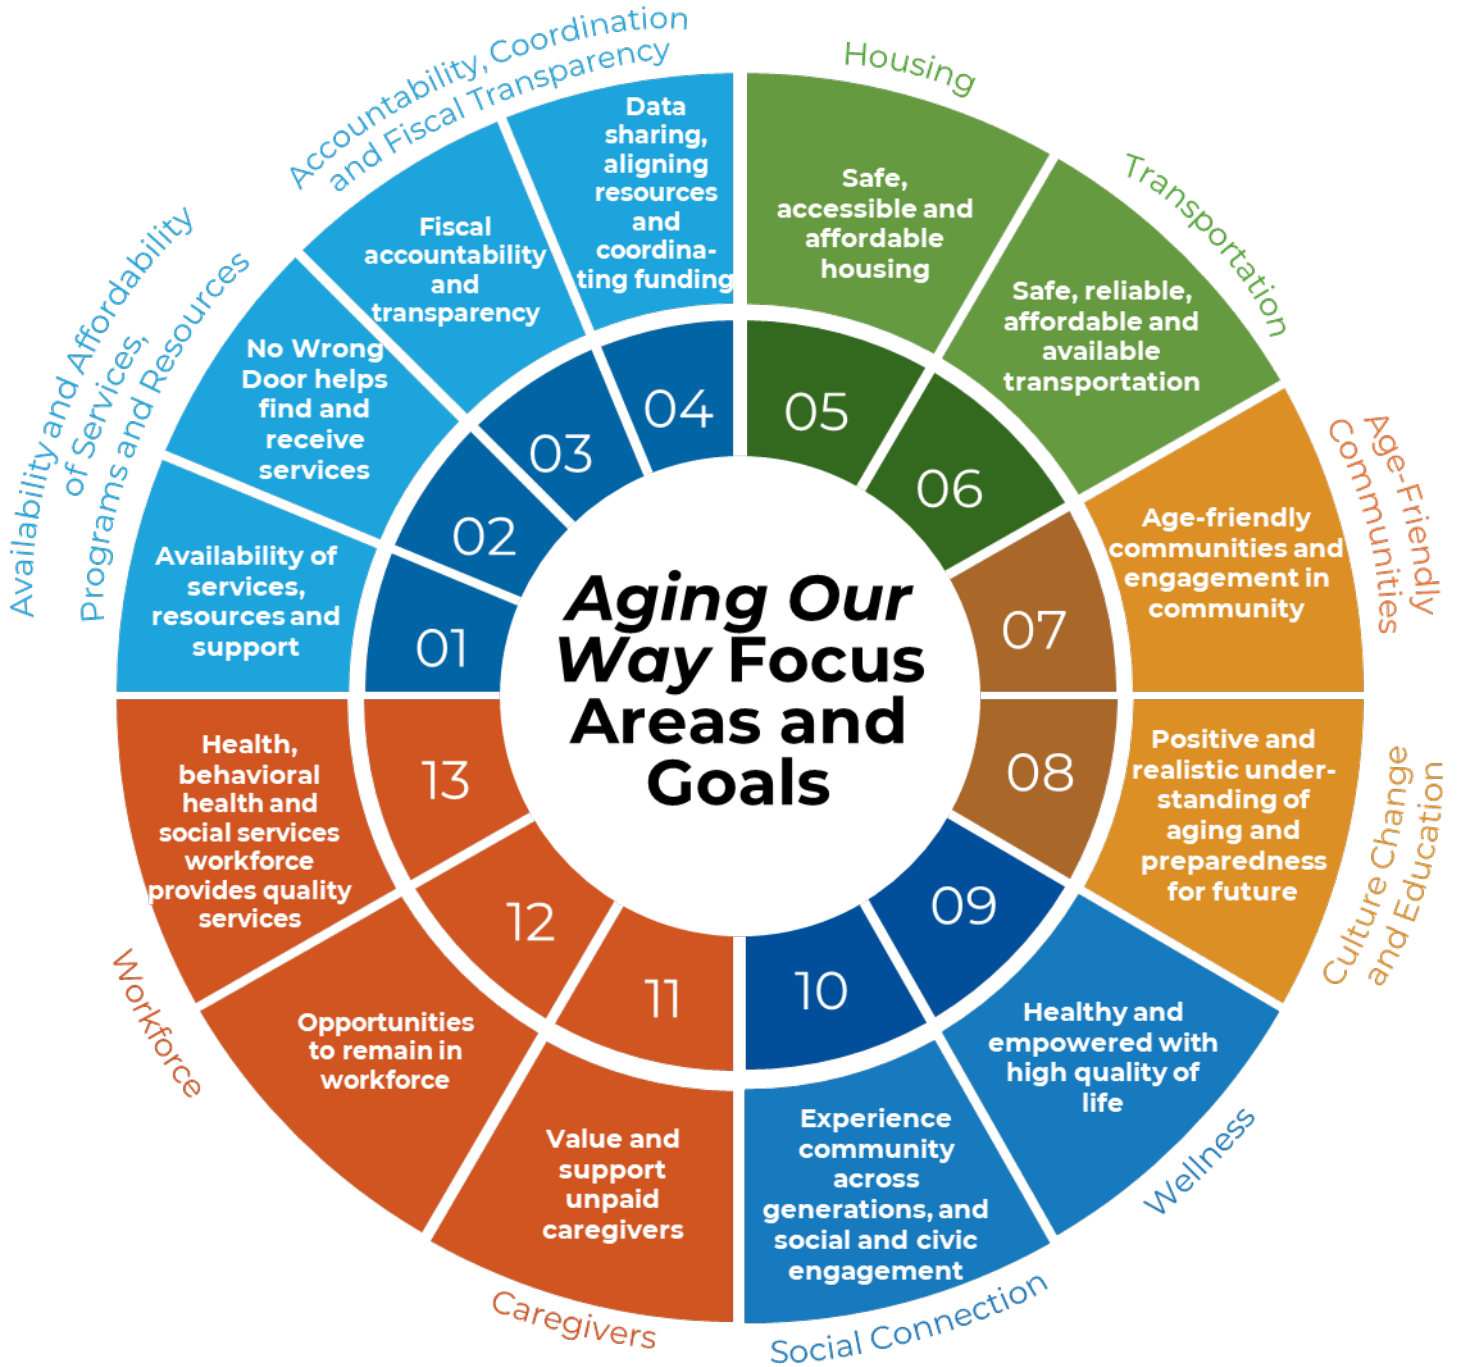 Aging Our
Way Focus
Areas and
Goals
Availability and Affordability
of Services,
Programs and Resources
01
Availability of
services,
resources and
support
02
No Wrong
Door helps
find and
receive
services
Accountability, Coordination
and Fiscal Transparency
03
Fiscal
accountability
and
transparency
04
Data
sharing,
aligning
resources
and
coordina-
ting funding
Housing
05
Safe,
accessible and
affordable
housing
Transportation
06
Safe, reliable,
affordable and
available
transportation
Age-Friendly
Communities
07
Age-friendly
communities and
engagement in
community
Culture Change
and Education
08
Positive and
realistic under-
standing of
aging and
preparedness
for future
Wellness
09
Healthy and
empowered with
high quality of
life
Social Connection
10
Experience
community
across
generations, and
social and civic
engagement
Caregivers
11
Value and
support
unpaid
caregivers
Workforce
12
Opportunities
to remain in
workforce
13
Health,
behavioral
health and
social services
workforce
provides quality
services